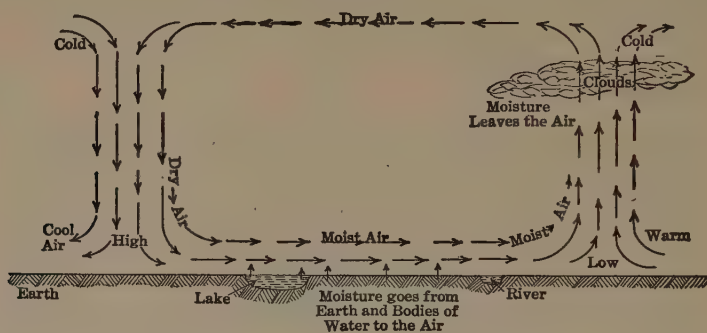 Dry Air
Cold
Cold
Clouds
Moisture
Leaves the Air
Dry
Air
Cool
Air
High
Moist Air
Moist
Air
Warm
Low
Earth
Lake
Moisture goes from
Earth and Bodies of
Water to the Air
River